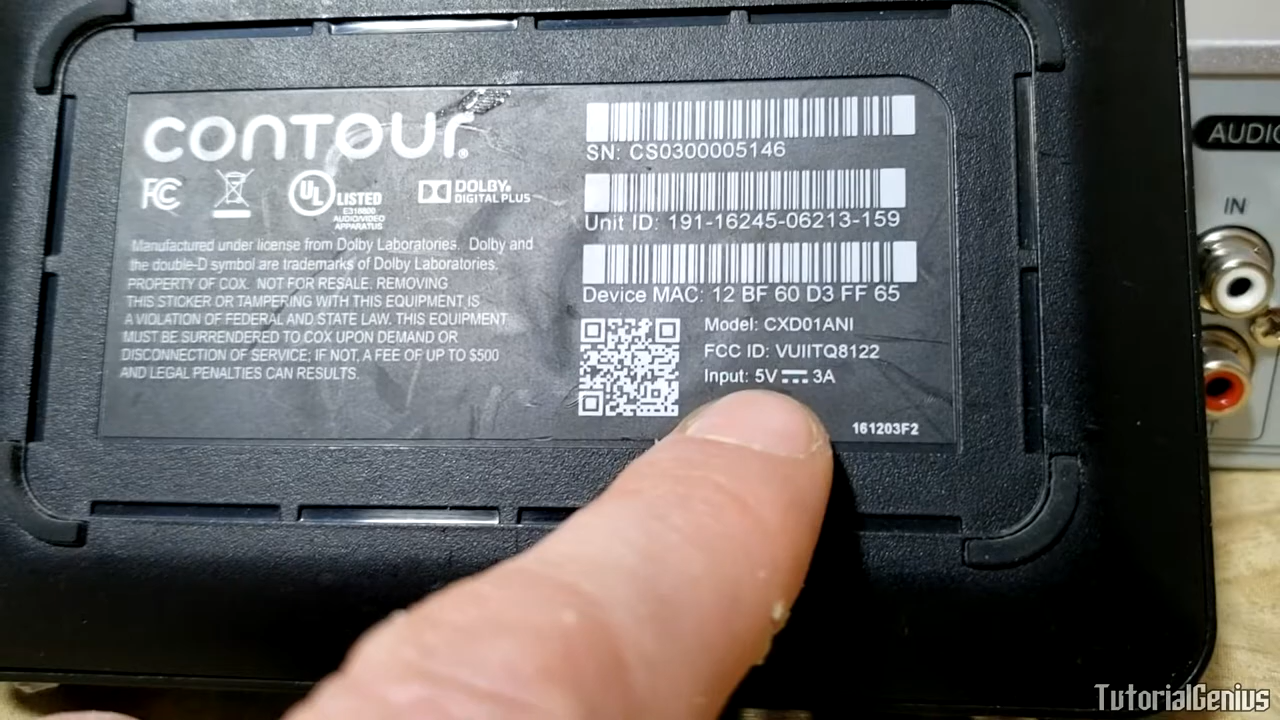 CONTOUR®
FC
UL® LISTED
E318600
AUDIO/VIDEO
APPARATUS
DOLBY®
DIGITAL PLUS
Manufactured under license from Dolby Laboratories. Dolby and
the double-D symbol are trademarks of Dolby Laboratories.
PROPERTY OF COX. NOT FOR RESALE. REMOVING
THIS STICKER OR TAMPERING WITH THIS EQUIPMENT IS
A VIOLATION OF FEDERAL AND STATE LAW. THIS EQUIPMENT
MUST BE SURRENDERED TO COX UPON DEMAND OR
DISCONNECTION OF SERVICE; IF NOT, A FEE OF UP TO $500
AND LEGAL PENALTIES CAN RESULTS.
SN: CS0300005146
Unit ID: 191-16245-06213-159
Device MAC: 12 BF 60 D3 FF 65
Model: CXD01ANI
FCC ID: VUIITQ8122
Input: 5V 3A
161203F2
AUDIO
IN
TutorialGenius